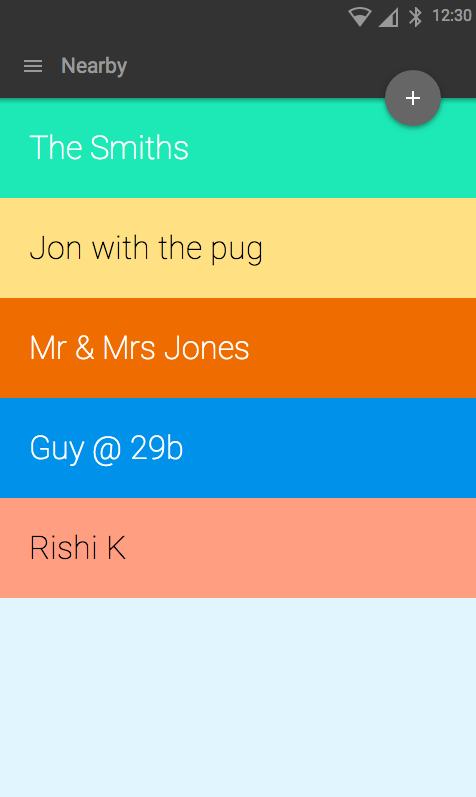 12:30
Nearby
The Smiths
Jon with the pug
Mr & Mrs Jones
Guy @ 29b
Rishi K